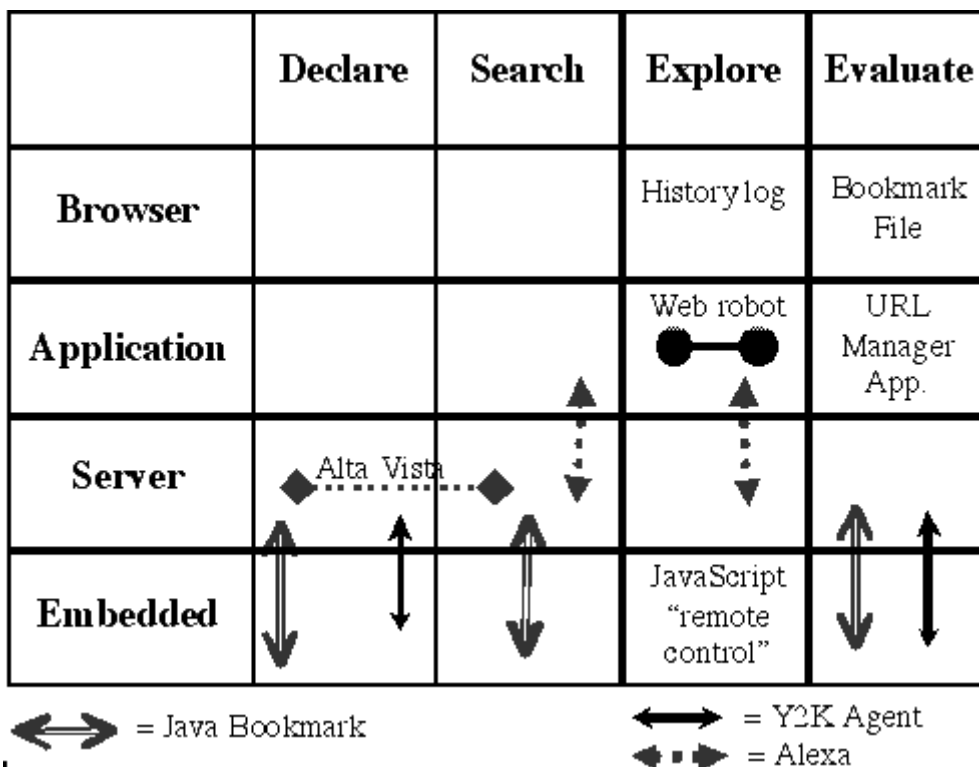 Declare Search Explore Evaluate
Browser History log Bookmark
File
Application Web robot URL
Manager
App.
Server Alta Vista
Embedded JavaScript
“remote
control”
= Java Bookmark = Y2K Agent
= Alexa